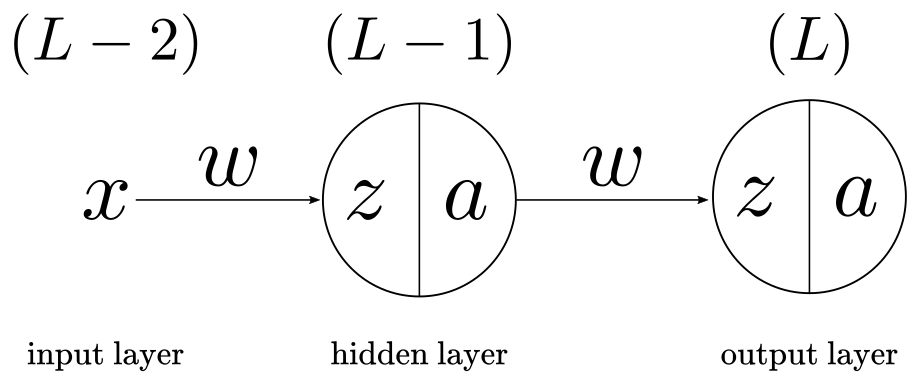 (L − 2) (L − 1) (L)
x w z a w z a
input layer hidden layer output layer